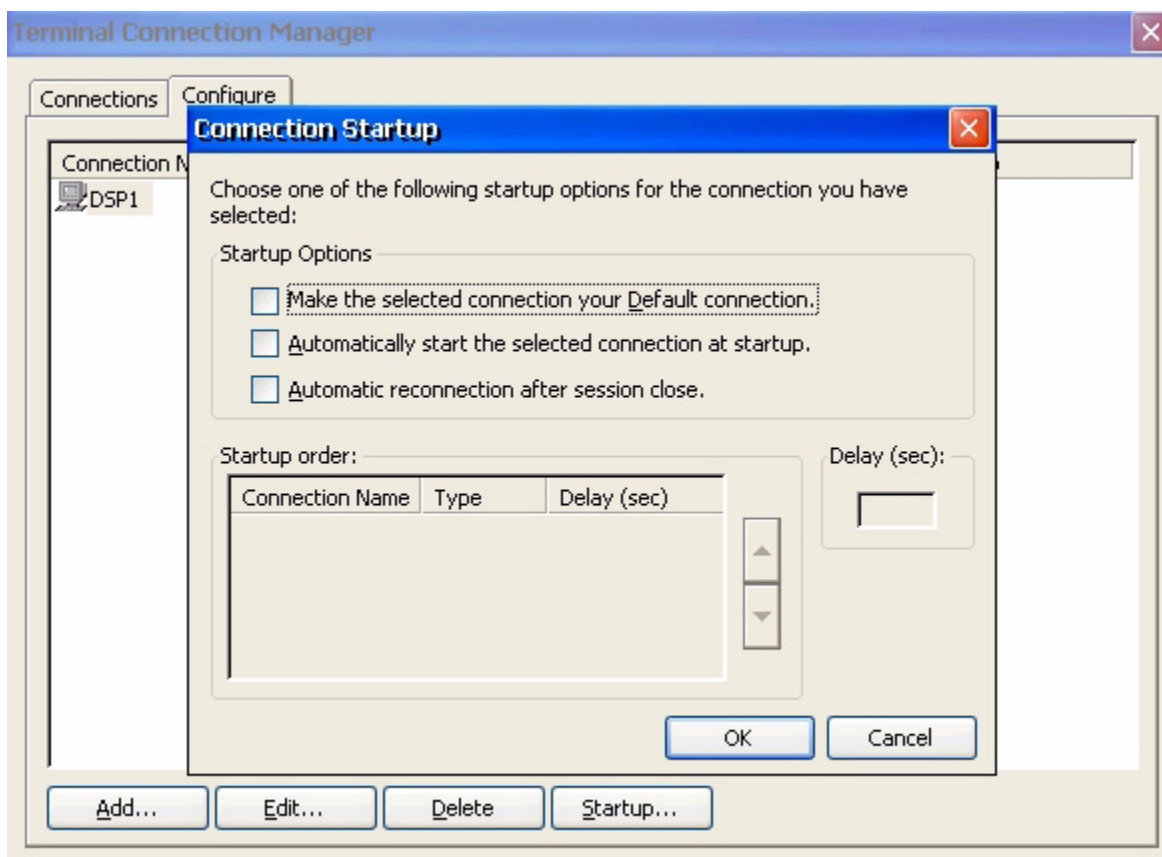 Terminal Connection Manager
Connections Configure
Connection Startup
Connection N
DSP1
Choose one of the following startup options for the connection you have
selected:
Startup Options
Make the selected connection your Default connection.
Automatically start the selected connection at startup.
Automatic reconnection after session close.
Startup order:
Delay (sec):
Connection Name Type Delay (sec)
OK Cancel
Add... Edit... Delete Startup...